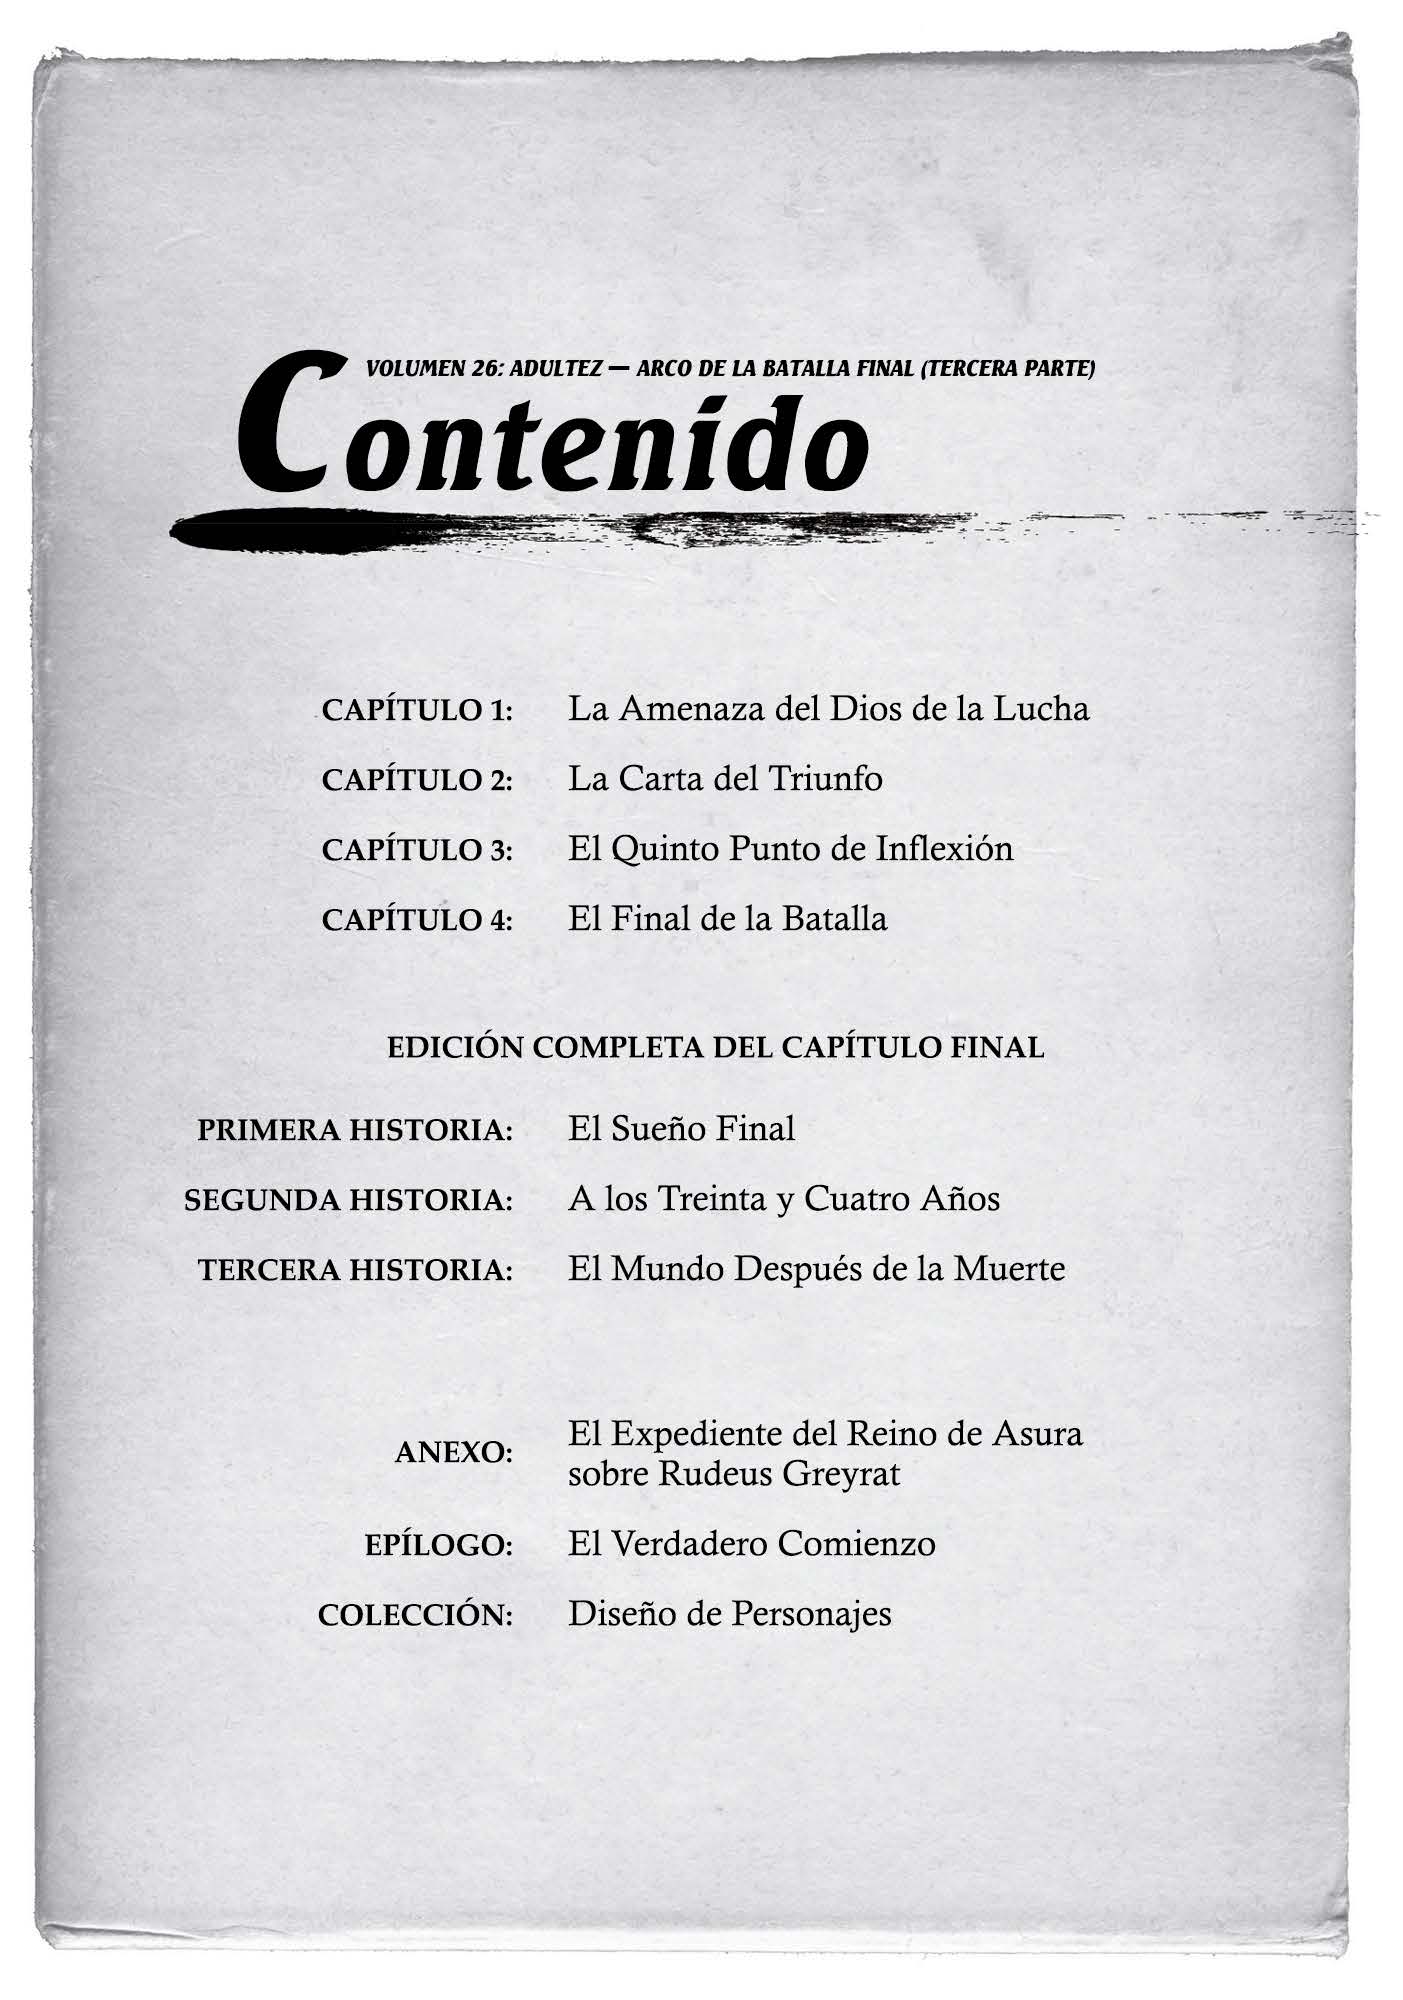 VOLUMEN 26: ADULTEZ — ARCO DE LA BATALLA FINAL (TERCERA PARTE)
Contenido
CAPÍTULO 1: La Amenaza del Dios de la Lucha
CAPÍTULO 2: La Carta del Triunfo
CAPÍTULO 3: El Quinto Punto de Inflexión
CAPÍTULO 4: El Final de la Batalla
EDICIÓN COMPLETA DEL CAPÍTULO FINAL
PRIMERA HISTORIA: El Sueño Final
SEGUNDA HISTORIA: A los Treinta y Cuatro Años
TERCERA HISTORIA: El Mundo Después de la Muerte
ANEXO: El Expediente del Reino de Asura
sobre Rudeus Greyrat
EPÍLOGO: El Verdadero Comienzo
COLECCIÓN: Diseño de Personajes